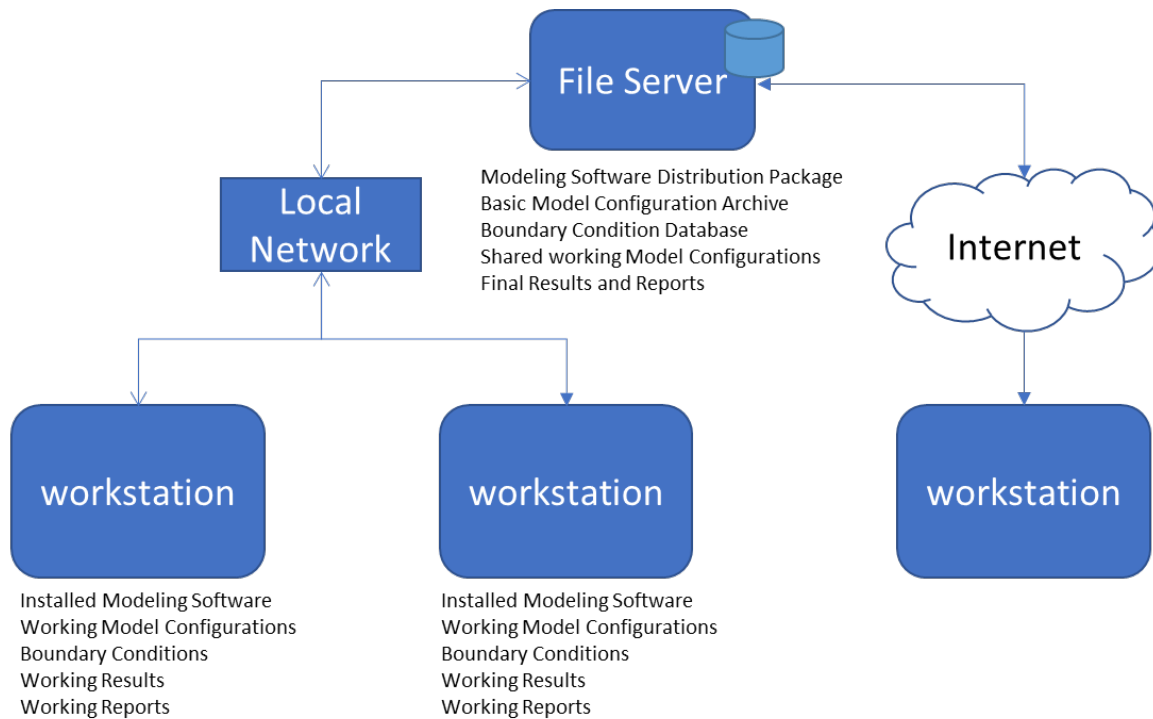 File Server
Modeling Software Distribution Package
Basic Model Configuration Archive
Boundary Condition Database
Shared working Model Configurations
Final Results and Reports
Local
Network
Internet
workstation
Installed Modeling Software
Working Model Configurations
Boundary Conditions
Working Results
Working Reports
workstation
Installed Modeling Software
Working Model Configurations
Boundary Conditions
Working Results
Working Reports
workstation